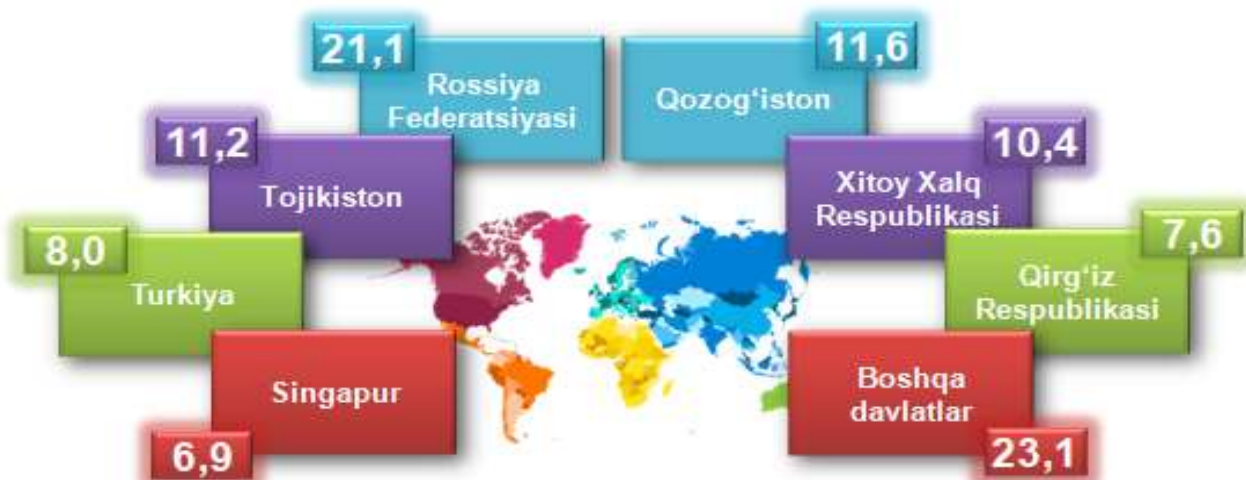 21,1
Rossiya
Federatsiyasi
11,6
Qozog‘iston
11,2
Tojikiston
10,4
Xitoy Xalq
Respublikasi
8,0
Turkiya
7,6
Qirg‘iz
Respublikasi
Singapur
6,9
Boshqa
davlatlar
23,1